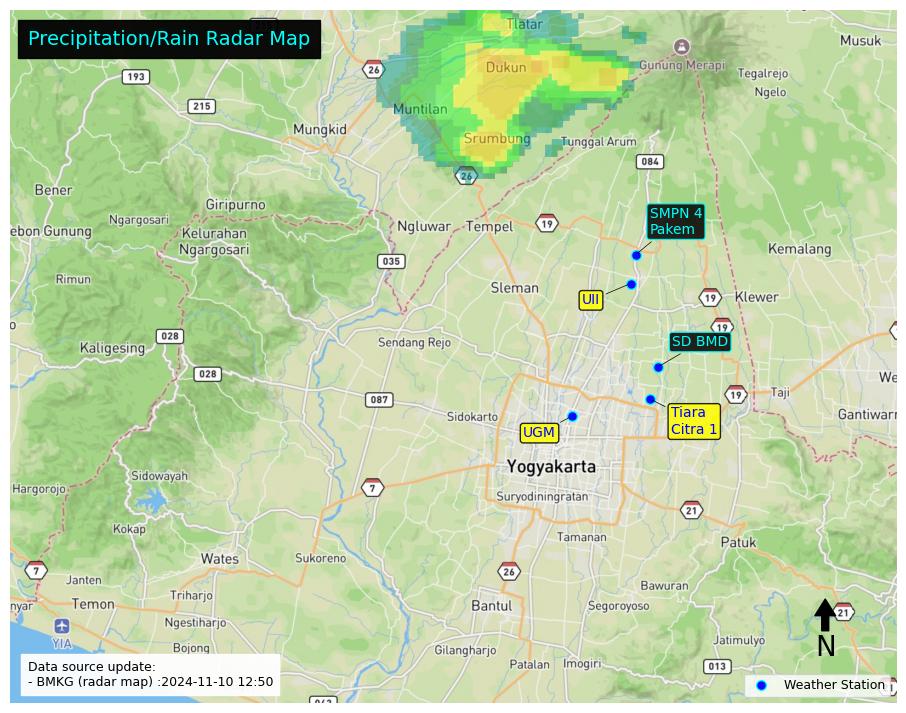 Precipitation/Rain Radar Map
Tlatar
Musuk
26
193
Dukun
Gunung Merapi
Tegalrejo
Ngelo
215
Muntilan
Mungkid
Srumbung
Tunggal Arum
084
26
Bener
Giripurno
SMPN 4
Pakem
Ngargosari
Ngluwar
Tempel
19
ebon Gunung
Kelurahan
Ngargosari
Kemalang
035
Rimun
Sleman
UII
19
Klewer
19
028
Sendang Rejo
SD BMD
Kaligesing
028
We
087
19
Taji
Sidokarto
Tiara
Citra 1
Gantiwarn
UGM
Yogyakarta
Sidowayah
Hargorojo
7
Suryodiningratan
21
Kokap
Tamanan
Patuk
Wates
Sukoreno
7
26
Janten
Bawuran
Triharjo
nyar
Temon
Bantul
Segoroyoso
21
Ngestiharjo
YIA
N
Jatimulyo
Bojong
Gilangharjo
Patalan
Imogiri
013
Data source update:
- BMKG (radar map) :2024-11-10 12:50
Weather Station